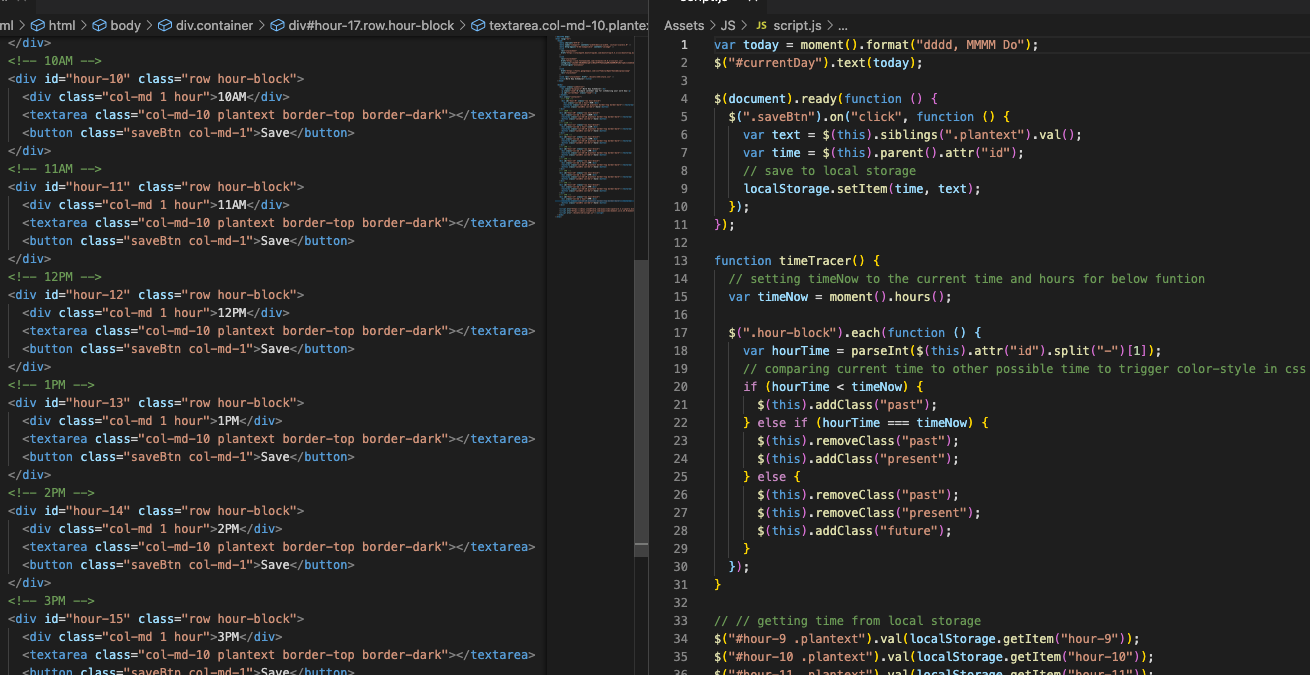 ml > html > body > div.container > div#hour-17.row.hour-block > textarea.col-md-10.plante
</div>
<!-- 10AM -->
<div id="hour-10" class="row hour-block">
<div class="col-md 1 hour">10AM</div>
<textarea class="col-md-10 plantext border-top border-dark"></textarea>
<button class="saveBtn col-md-1">Save</button>
</div>
<!-- 11AM -->
<div id="hour-11" class="row hour-block">
<div class="col-md 1 hour">11AM</div>
<textarea class="col-md-10 plantext border-top border-dark"></textarea>
<button class="saveBtn col-md-1">Save</button>
</div>
<!-- 12PM -->
<div id="hour-12" class="row hour-block">
<div class="col-md 1 hour">12PM</div>
<textarea class="col-md-10 plantext border-top border-dark"></textarea>
<button class="saveBtn col-md-1">Save</button>
</div>
<!-- 1PM -->
<div id="hour-13" class="row hour-block">
<div class="col-md 1 hour">1PM</div>
<textarea class="col-md-10 plantext border-top border-dark"></textarea>
<button class="saveBtn col-md-1">Save</button>
</div>
<!-- 2PM -->
<div id="hour-14" class="row hour-block">
<div class="col-md 1 hour">2PM</div>
<textarea class="col-md-10 plantext border-top border-dark"></textarea>
<button class="saveBtn col-md-1">Save</button>
</div>
<!-- 3PM -->
<div id="hour-15" class="row hour-block">
<div class="col-md 1 hour">3PM</div>
<textarea class="col-md-10 plantext border-top border-dark"></textarea>
<button class="saveBtn col-md-1">Save</button>
Assets > JS > JS script.js > ...
1 var today = moment().format("dddd, MMMM Do");
2 $("#currentDay").text(today);
3
4 $(document).ready(function () {
5 $(".saveBtn").on("click", function () {
6 var text = $(this).siblings(".plantext").val();
7 var time = $(this).parent().attr("id");
8 // save to local storage
9 localStorage.setItem(time, text);
10 });
11 });
12
13 function timeTracer() {
14 // setting timeNow to the current time and hours for below funtion
15 var timeNow = moment().hours();
16
17 $(".hour-block").each(function () {
18 var hourTime = parseInt($(this).attr("id").split("-")[1]);
19 // comparing current time to other possible time to trigger color-style in css
20 if (hourTime < timeNow) {
21 $(this).addClass("past");
22 } else if (hourTime === timeNow) {
23 $(this).removeClass("past");
24 $(this).addClass("present");
25 } else {
26 $(this).removeClass("past");
27 $(this).removeClass("present");
28 $(this).addClass("future");
29 }
30 });
31 }
32
33 // // getting time from local storage
34 $("#hour-9 .plantext").val(localStorage.getItem("hour-9"));
35 $("#hour-10 .plantext").val(localStorage.getItem("hour-10"));
36 $("#hour-11 .plantext").val(localStorage.getItem("hour-11"));